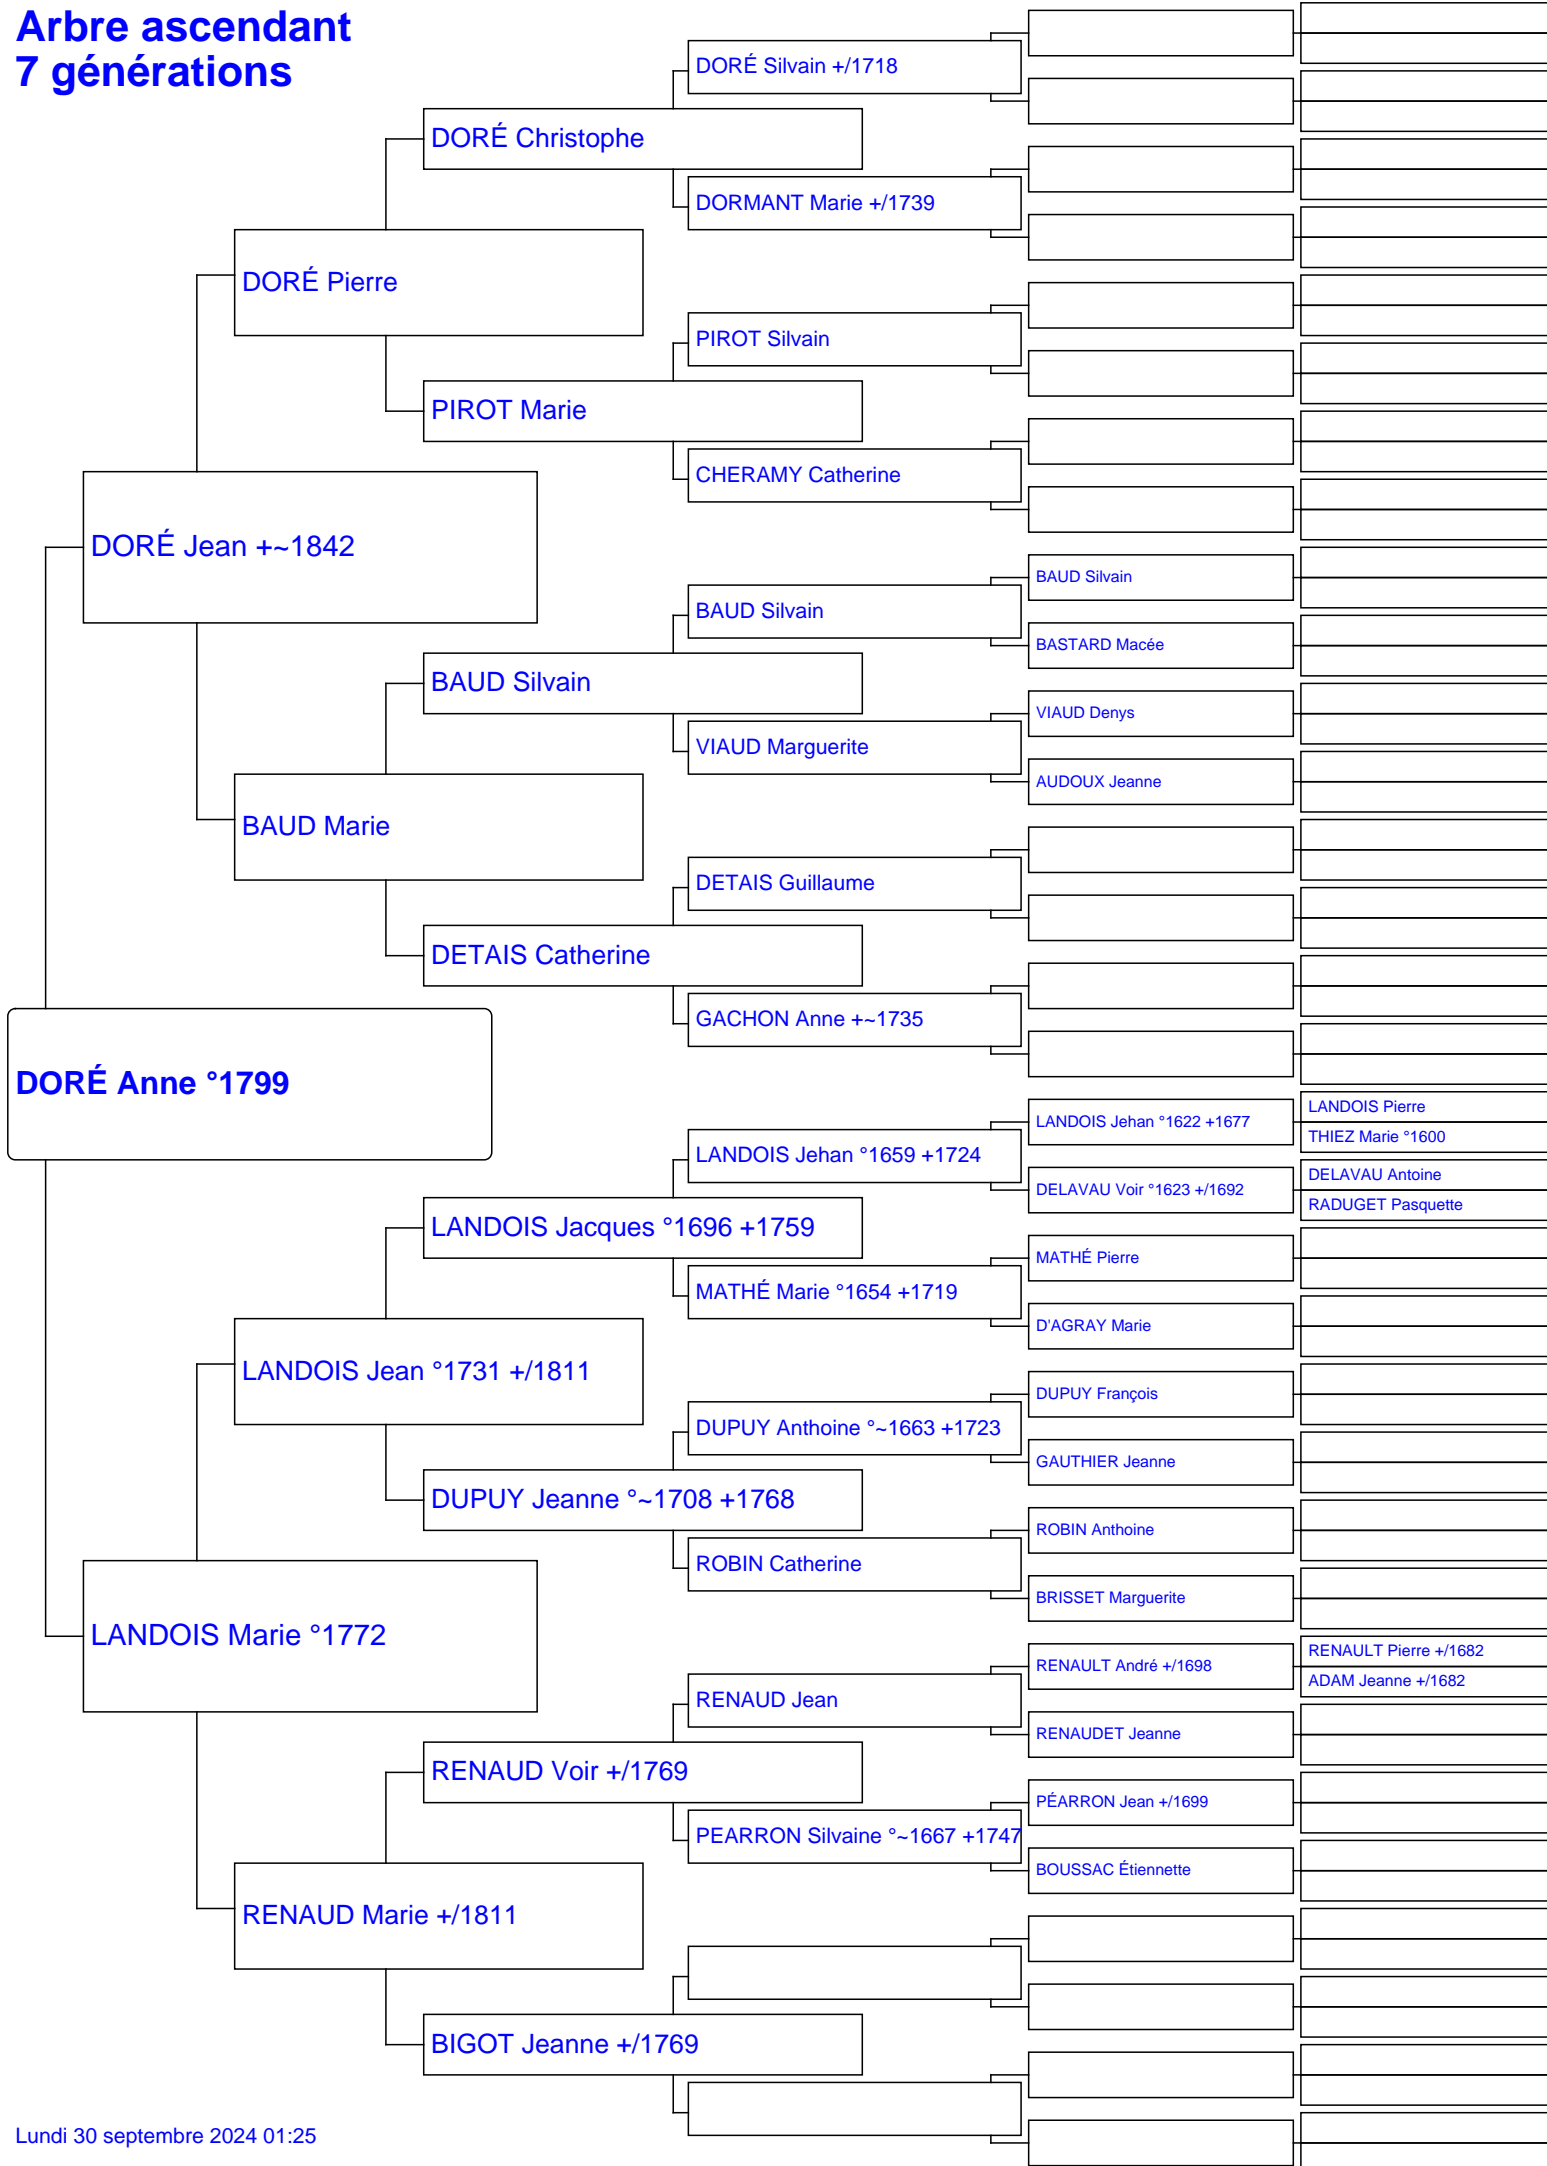 Arbre ascendant
7 générations
DORÉ Silvain +/1718
DORÉ Christophe
DORMANT Marie +/1739
DORÉ Pierre
PIROT Silvain
PIROT Marie
CHERAMY Catherine
DORÉ Jean +~1842
BAUD Silvain
BAUD Silvain
BASTARD Macée
BAUD Silvain
VIAUD Denys
VIAUD Marguerite
AUDOUX Jeanne
BAUD Marie
DETAIS Guillaume
DETAIS Catherine
GACHON Anne +~1735
DORÉ Anne °1799
LANDOIS Pierre
LANDOIS Jehan °1622 +1677
THIEZ Marie °1600
LANDOIS Jehan °1659 +1724
DELAVAU Antoine
DELAVAU Voir °1623 +/1692
RADUGET Pasquette
LANDOIS Jacques °1696 +1759
MATHÉ Pierre
MATHÉ Marie °1654 +1719
D'AGRAY Marie
LANDOIS Jean °1731 +/1811
DUPUY François
DUPUY Anthoine °~1663 +1723
GAUTHIER Jeanne
DUPUY Jeanne °~1708 +1768
ROBIN Anthoine
ROBIN Catherine
BRISSET Marguerite
LANDOIS Marie °1772
RENAULT Pierre +/1682
RENAULT André +/1698
ADAM Jeanne +/1682
RENAUD Jean
RENAUDET Jeanne
RENAUD Voir +/1769
PÉARRON Jean +/1699
PEARRON Silvaine °~1667 +1747
BOUSSAC Étiennette
RENAUD Marie +/1811
BIGOT Jeanne +/1769
Lundi 30 septembre 2024 01:25